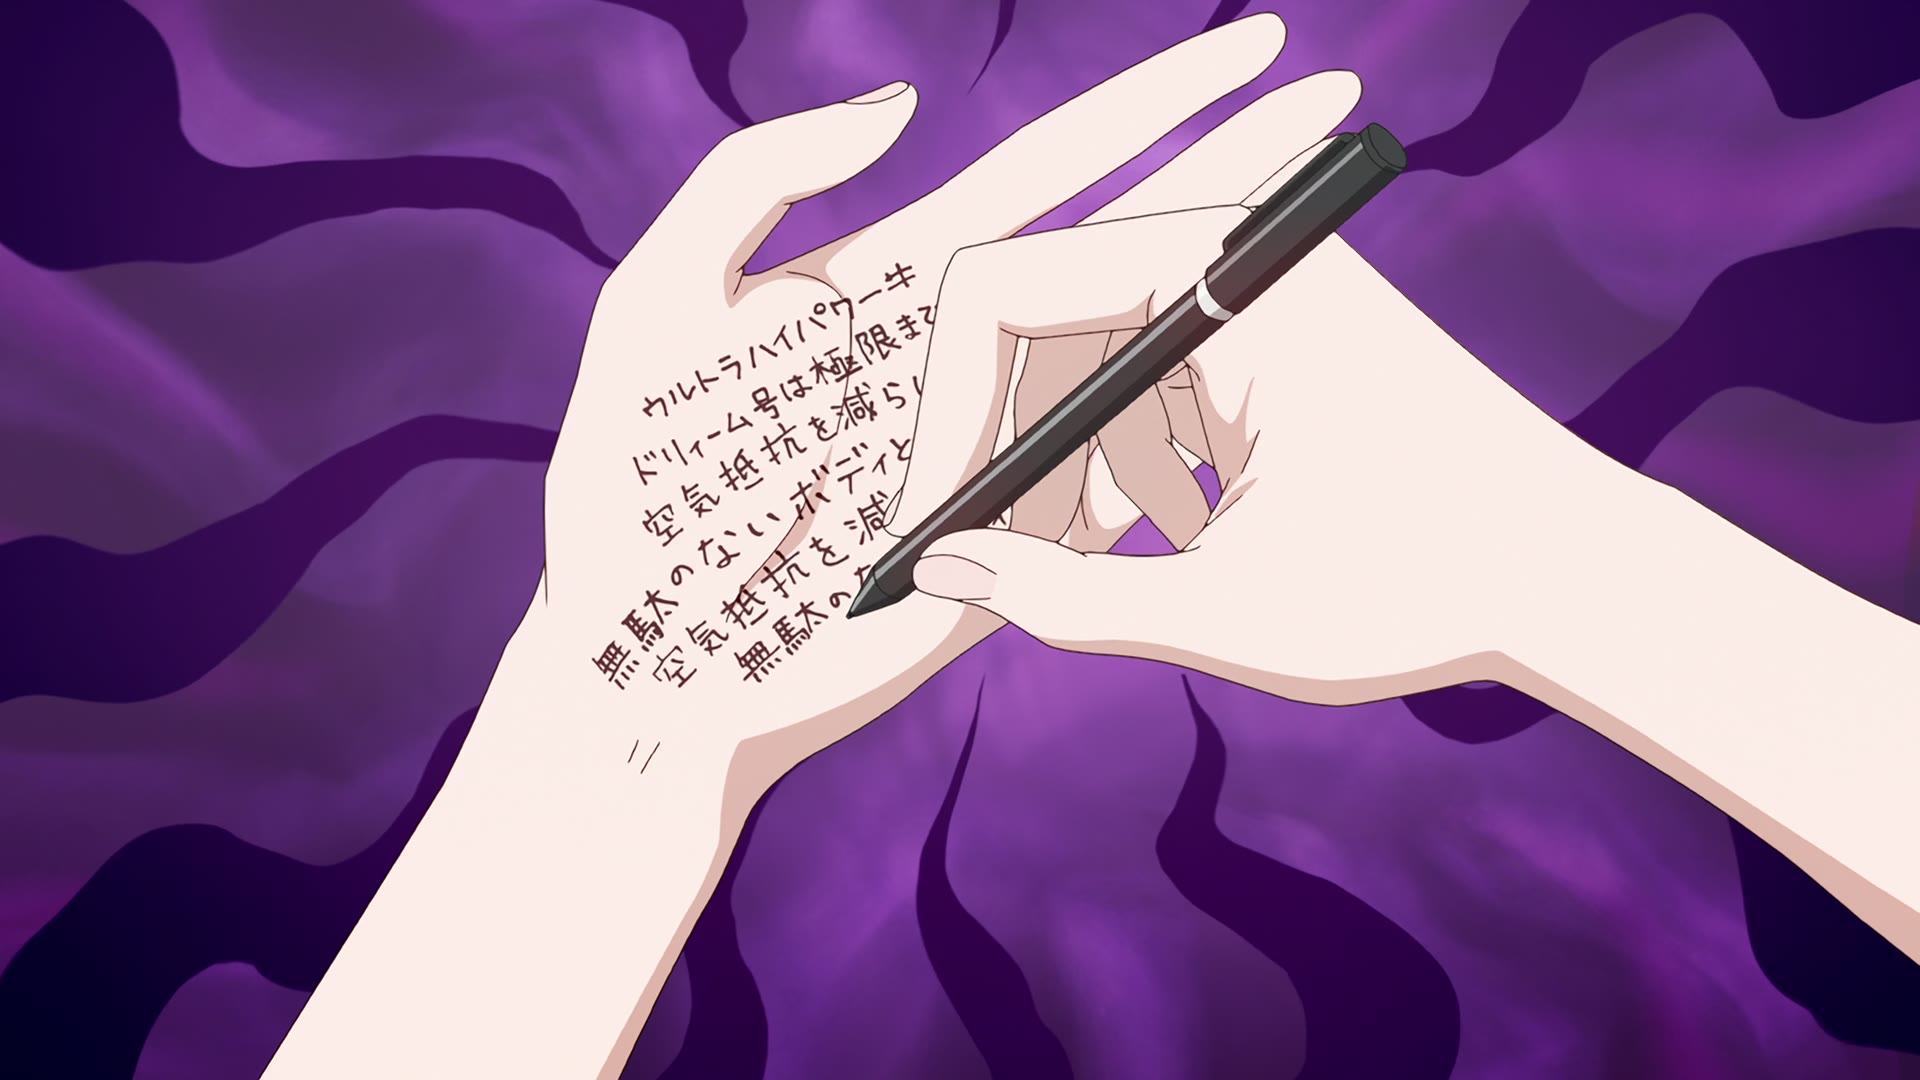 ウルトラハイパワー牛
ドリィーム号は極限まで
空気抵抗を減らし
無駄のないボディと
空気抵抗を減
無駄の